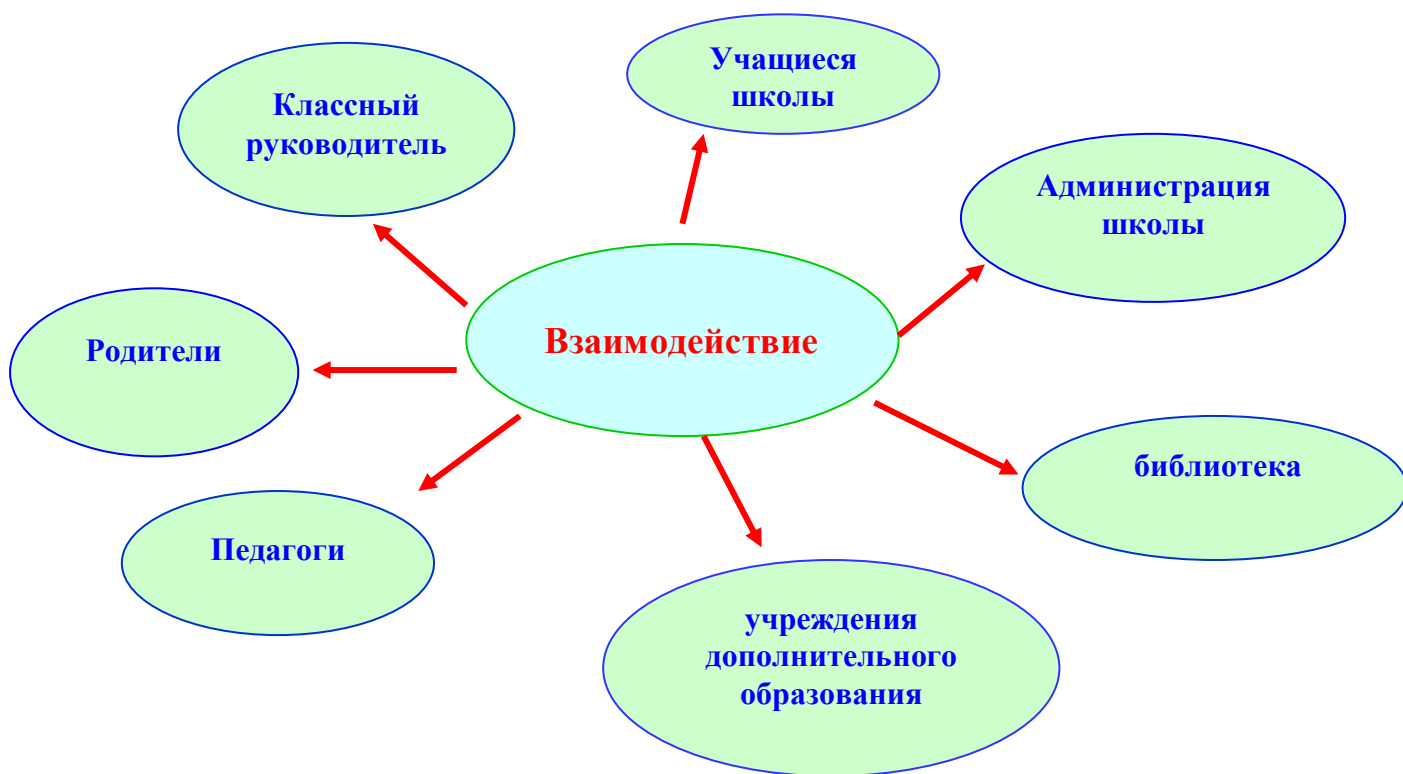 Учащиеся
школы
Классный
руководитель
Администрация
школы
Взаимодействие
Родители
библиотека
Педагоги
учреждения
дополнительного
образования